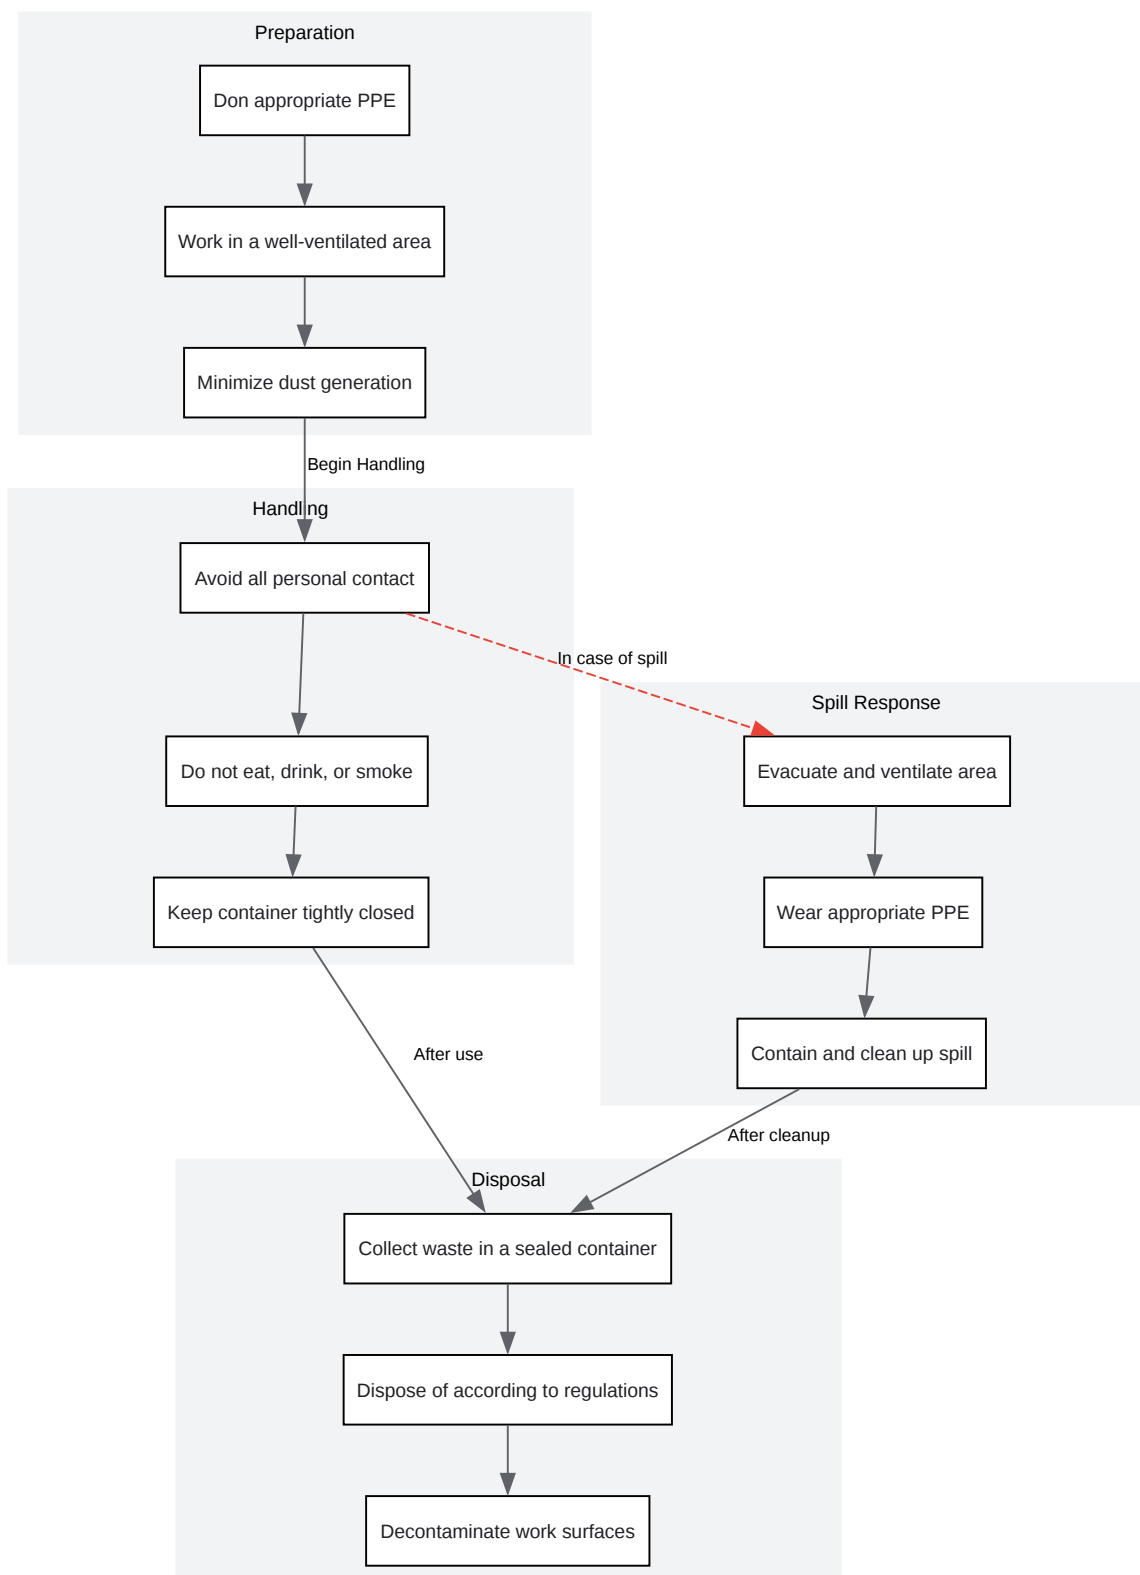 Preparation
Don appropriate PPE
Work in a well-ventilated area
Minimize dust generation
Begin Handling
Handling
Avoid all personal contact
In case of spill
Spill Response
Do not eat, drink, or smoke
Evacuate and ventilate area
Keep container tightly closed
Wear appropriate PPE
After use
Contain and clean up spill
After cleanup
Disposal
Collect waste in a sealed container
Dispose of according to regulations
Decontaminate work surfaces